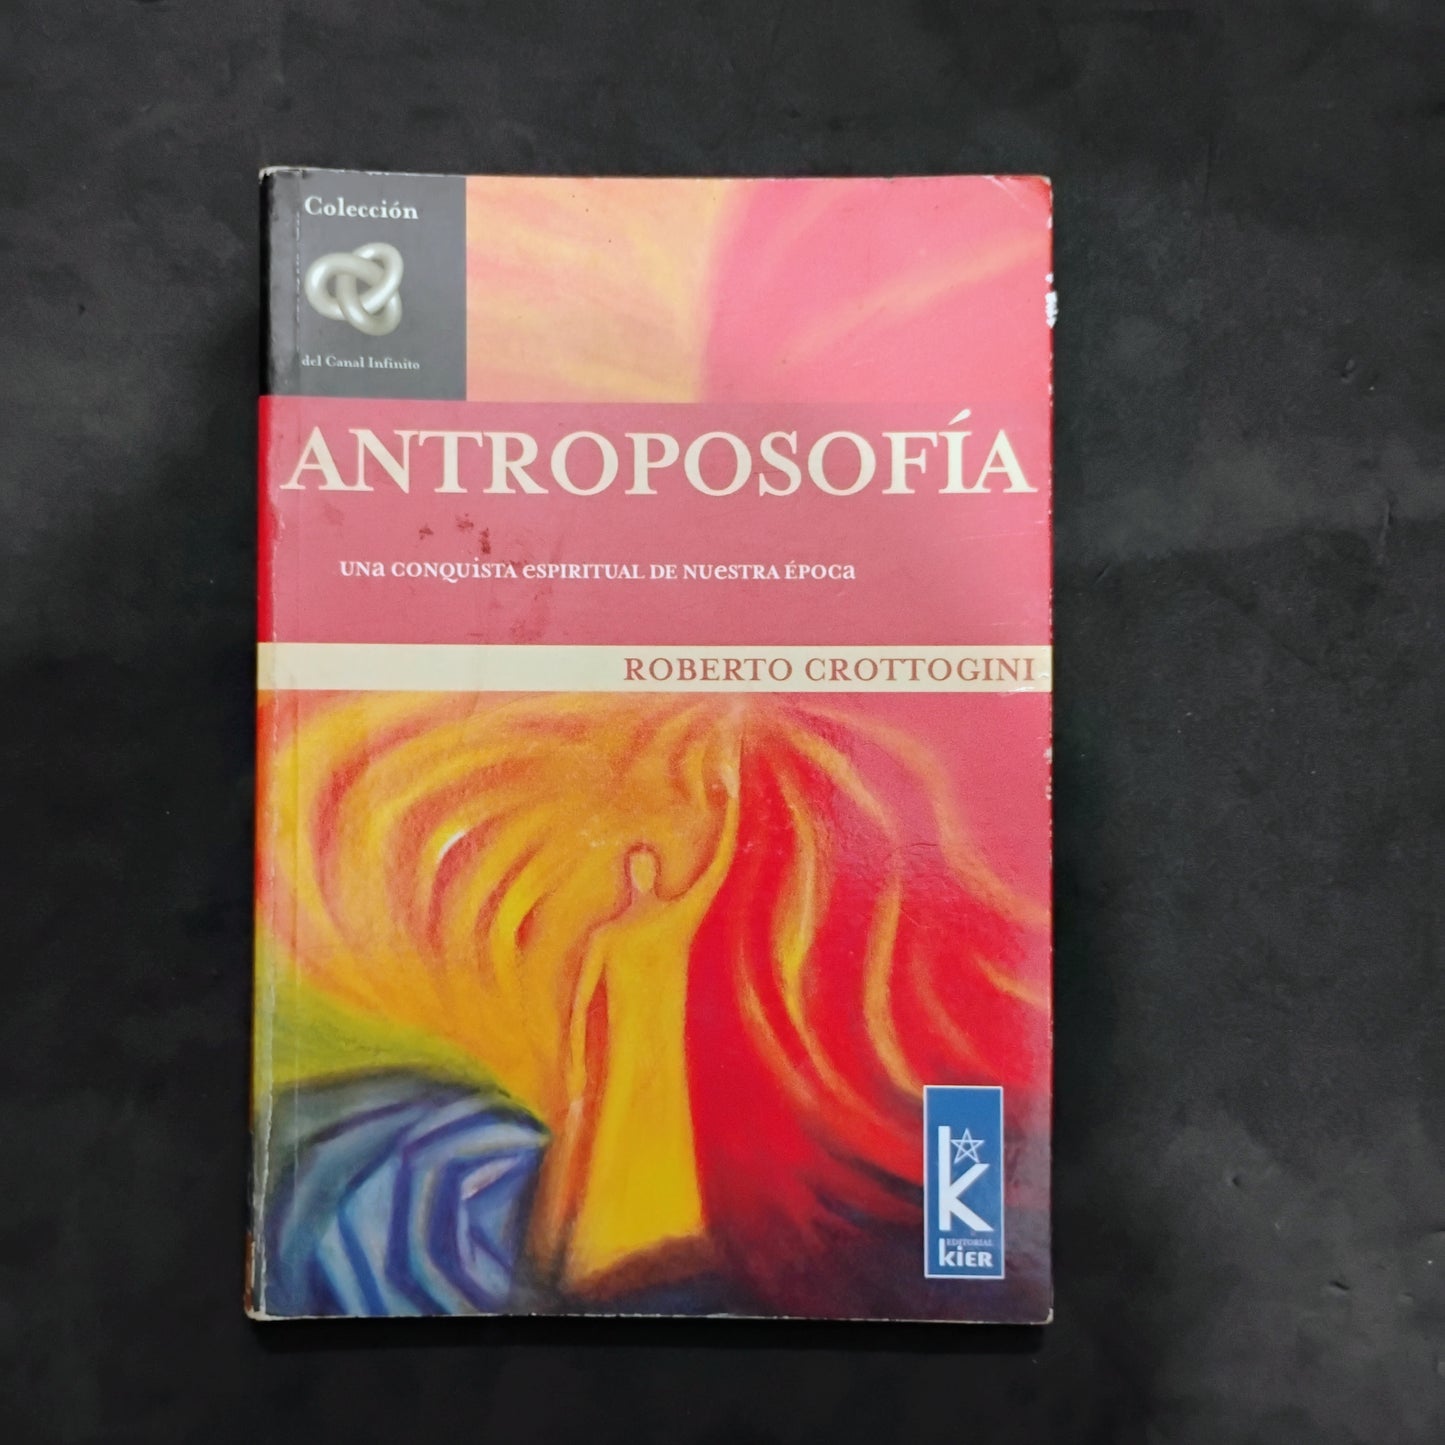 Colección
del Canal Infinito
ANTROPOSOFÍA
UNa CONQUiSTA eSPIRITUAL DE NUeSTRA ÉPOCa
ROBERTO CROTTOGINI
k
EDITORIAL
kiER